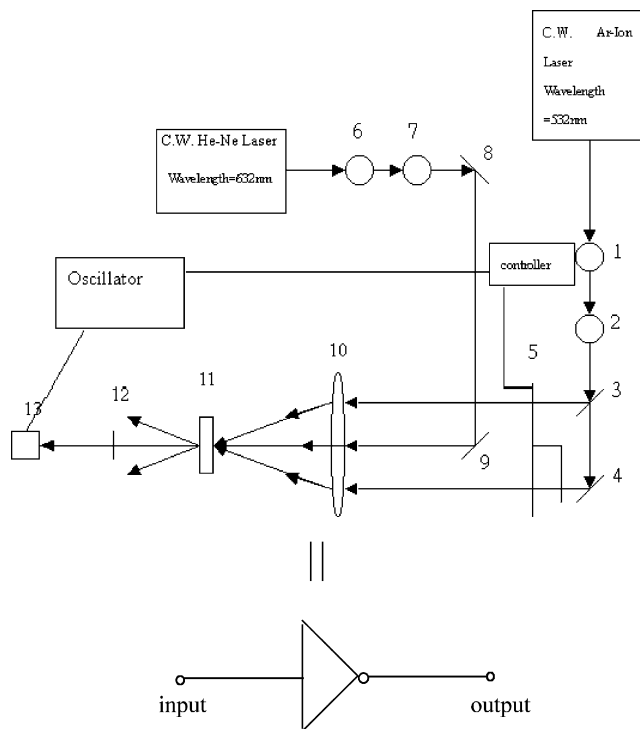 C.W. Ar-Ion
Laser
Wavelength
=532nm
6 7
8
C.W. He-Ne Laser
Wavelength=632nm
1
controller
Oscillator
2
5
10
11
12
13
3
9
4
input
output